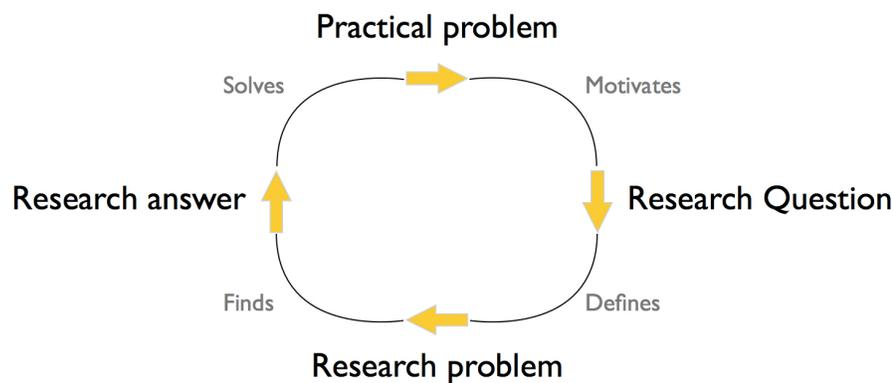 Practical problem
Solves
Motivates
Research answer
Research Question
Finds
Defines
Research problem